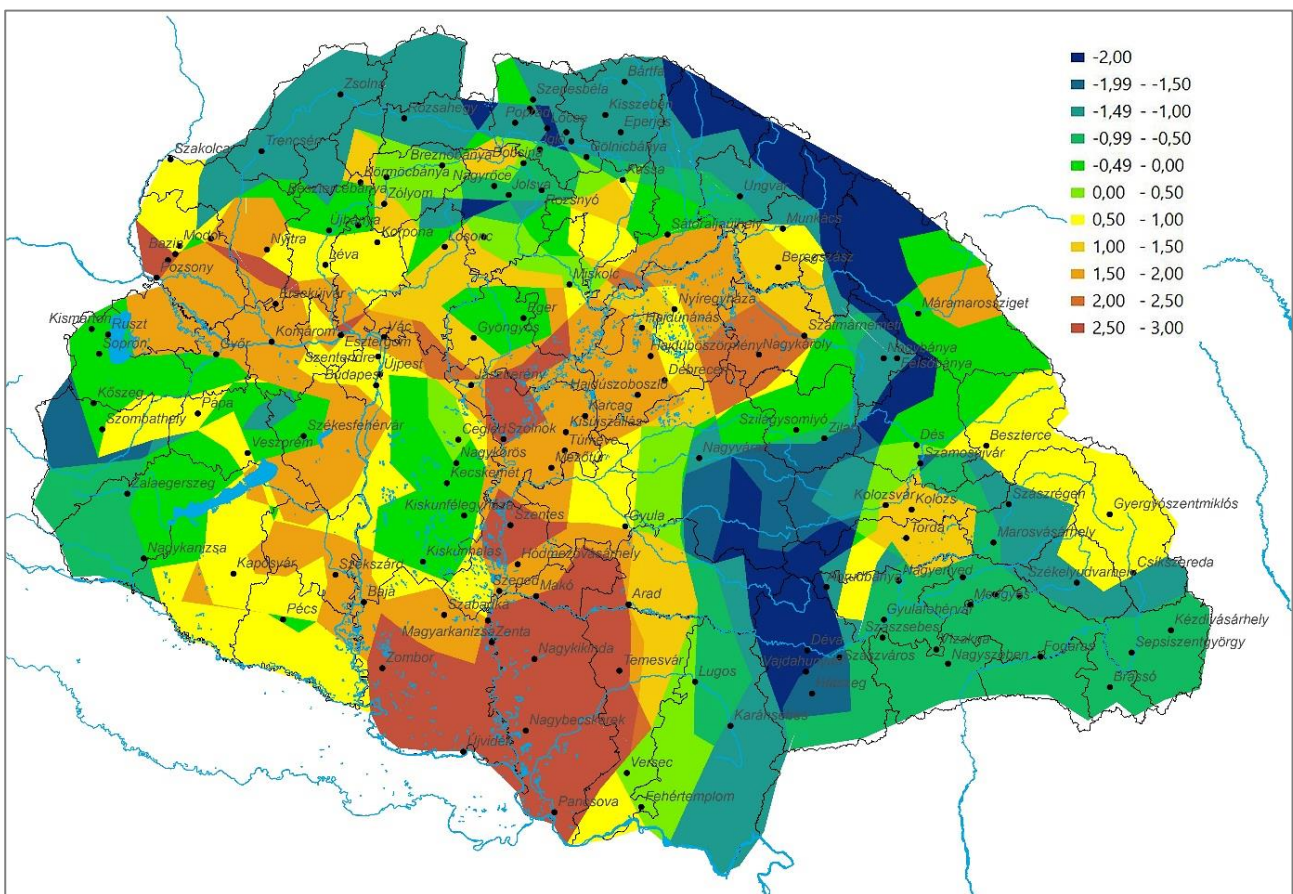 -2,00
-1,99 - -1,50
-1,49 - -1,00
-0,99 - -0,50
-0,49 - 0,00
0,00 - 0,50
0,50 - 1,00
1,00 - 1,50
1,50 - 2,00
2,00 - 2,50
2,50 - 3,00
Bártfa
Zsolna
Szepesbéla
Kisszeben
Rózsahegy
Poprád
Lőcse
Eperjes
Trencsén
Igló
Szakolca
Breznóbánya
Dobsina
Gölnicbánya
Körmöcbánya
Nagyrőce
Kassa
Besztercebánya
Zólyom
Jolsva
Rozsnyó
Ungvár
Újbánya
Sátoraljaújhely
Munkács
Modor
Korpona
Losonc
Bazin
Nyitra
Pozsony
Léva
Miskolc
Beregszász
Érsekújvár
Nyíregyháza
Máramarossziget
Kismarton
Ruszt
Komárom
Vác
Eger
Hajdúnánás
Szatmárnémeti
Sopron
Győr
Esztergom
Gyöngyös
Szentendre
Újpest
Hajdúböszörmény
Nagykároly
Nagybánya
Felsőbánya
Budapest
Kőszeg
Jászberény
Hajdúszoboszló
Debrecen
Szombathely
Pápa
Karcag
Székesfehérvár
Cegléd
Szolnok
Kisújszállás
Szilágysomlyó
Zilah
Veszprém
Túrkeve
Dés
Beszterce
Nagykőrös
Mezőtúr
Nagyvárad
Szamosújvár
Zalaegerszeg
Kecskemét
Kiskunfélegyháza
Szentes
Gyula
Kolozsvár
Kolozs
Szászrégen
Gyergyószentmiklós
Torda
Marosvásárhely
Nagykanizsa
Kaposvár
Szekszárd
Kiskunhalas
Hódmezővásárhely
Csíkszereda
Szeged
Makó
Abrudbánya
Nagyenyed
Székelyudvarhely
Baja
Arad
Pécs
Szabadka
Gyulafehérvár
Medgyes
Kézdivásárhely
Magyarkanizsa
Zenta
Szászsebes
Vízakna
Sepsiszentgyörgy
Zombor
Nagykikinda
Temesvár
Déva
Lugos
Vajdahunyad
Szászváros
Nagyszeben
Fogaras
Hátszeg
Brassó
Nagybecskerek
Karánsebes
Újvidék
Versec
Pancsova
Fehértemplom